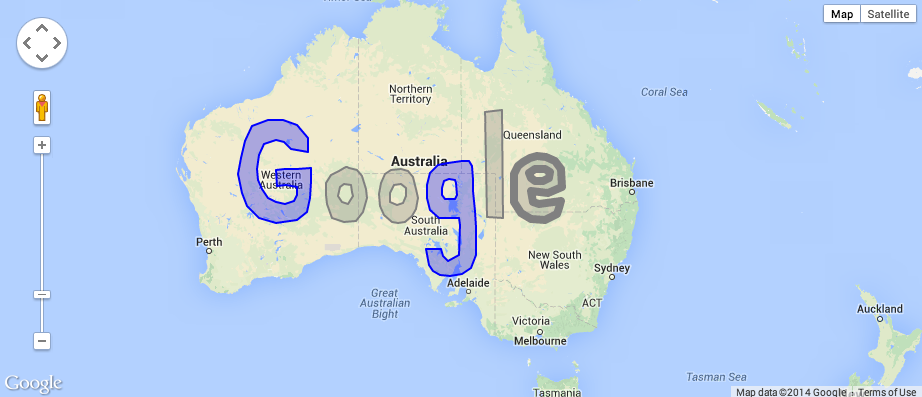 Map Satellite
Northern
Territory
Coral Sea
Queensland
Australia
Western
Australia
Brisbane
South
Australia
Perth
New South
Wales
Sydney
Adelaide
Great
Australian
Bight
ACT
Auckland
Victoria
Melbourne
Google
Google
Tasman Sea
Tasmania
Map data ©2014 Google
Terms of Use